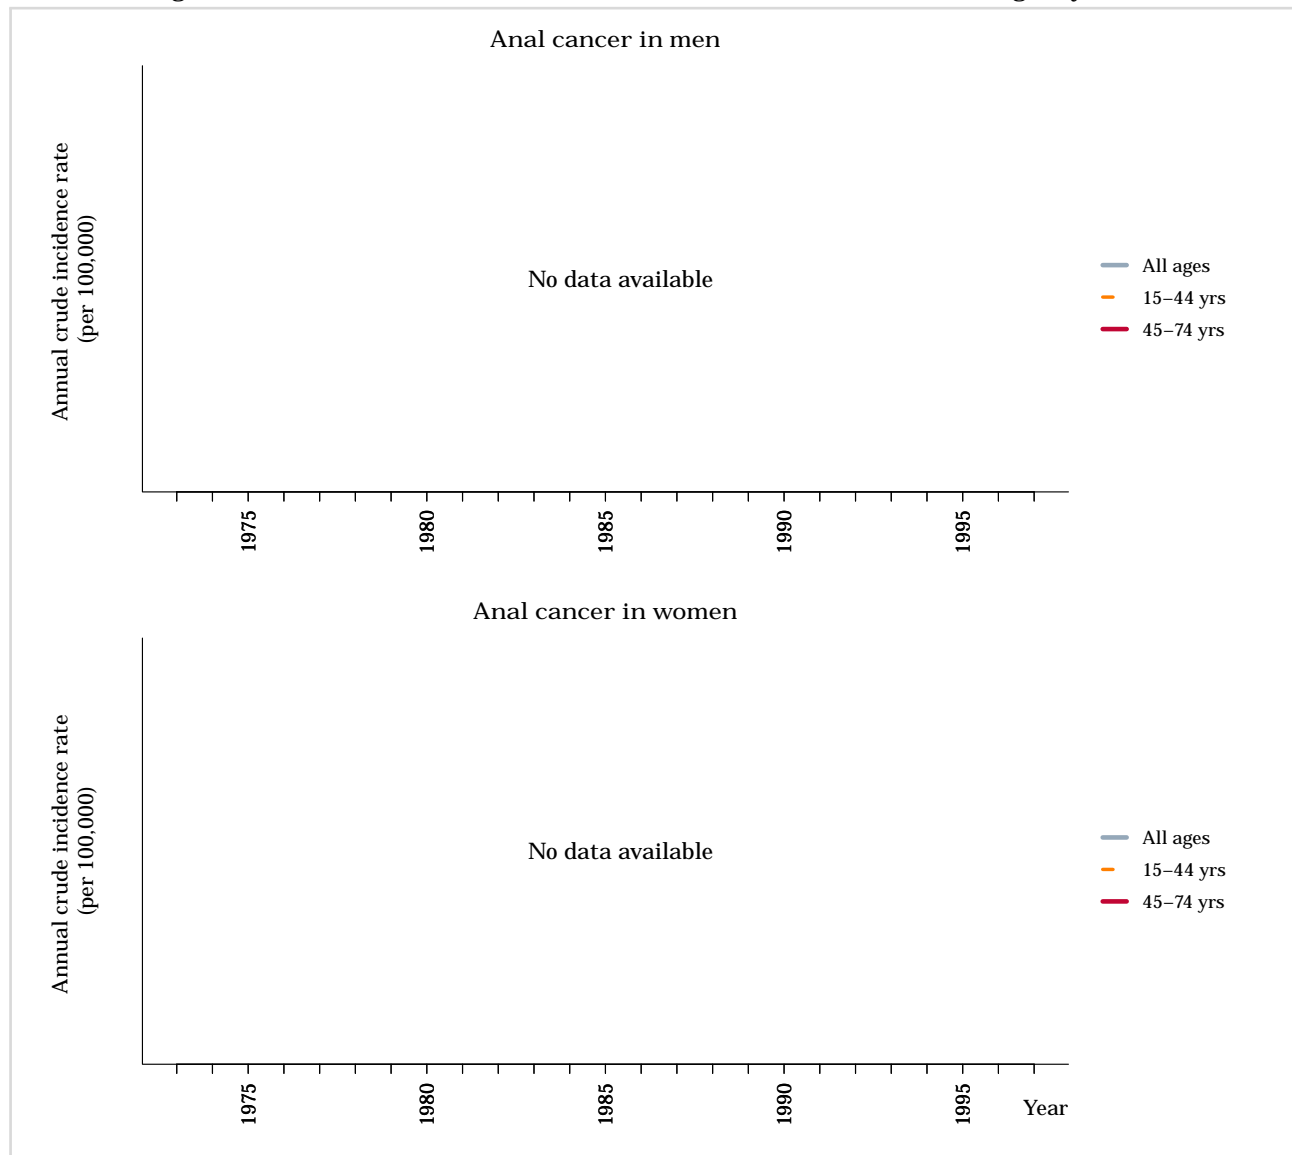 Anal cancer in men
Annual crude incidence rate
(per 100,000)
No data available
All ages
15–44 yrs
45–74 yrs
1975
1980
1985
1990
1995
Anal cancer in women
Annual crude incidence rate
(per 100,000)
No data available
All ages
15–44 yrs
45–74 yrs
1975
1980
1985
1990
1995
Year